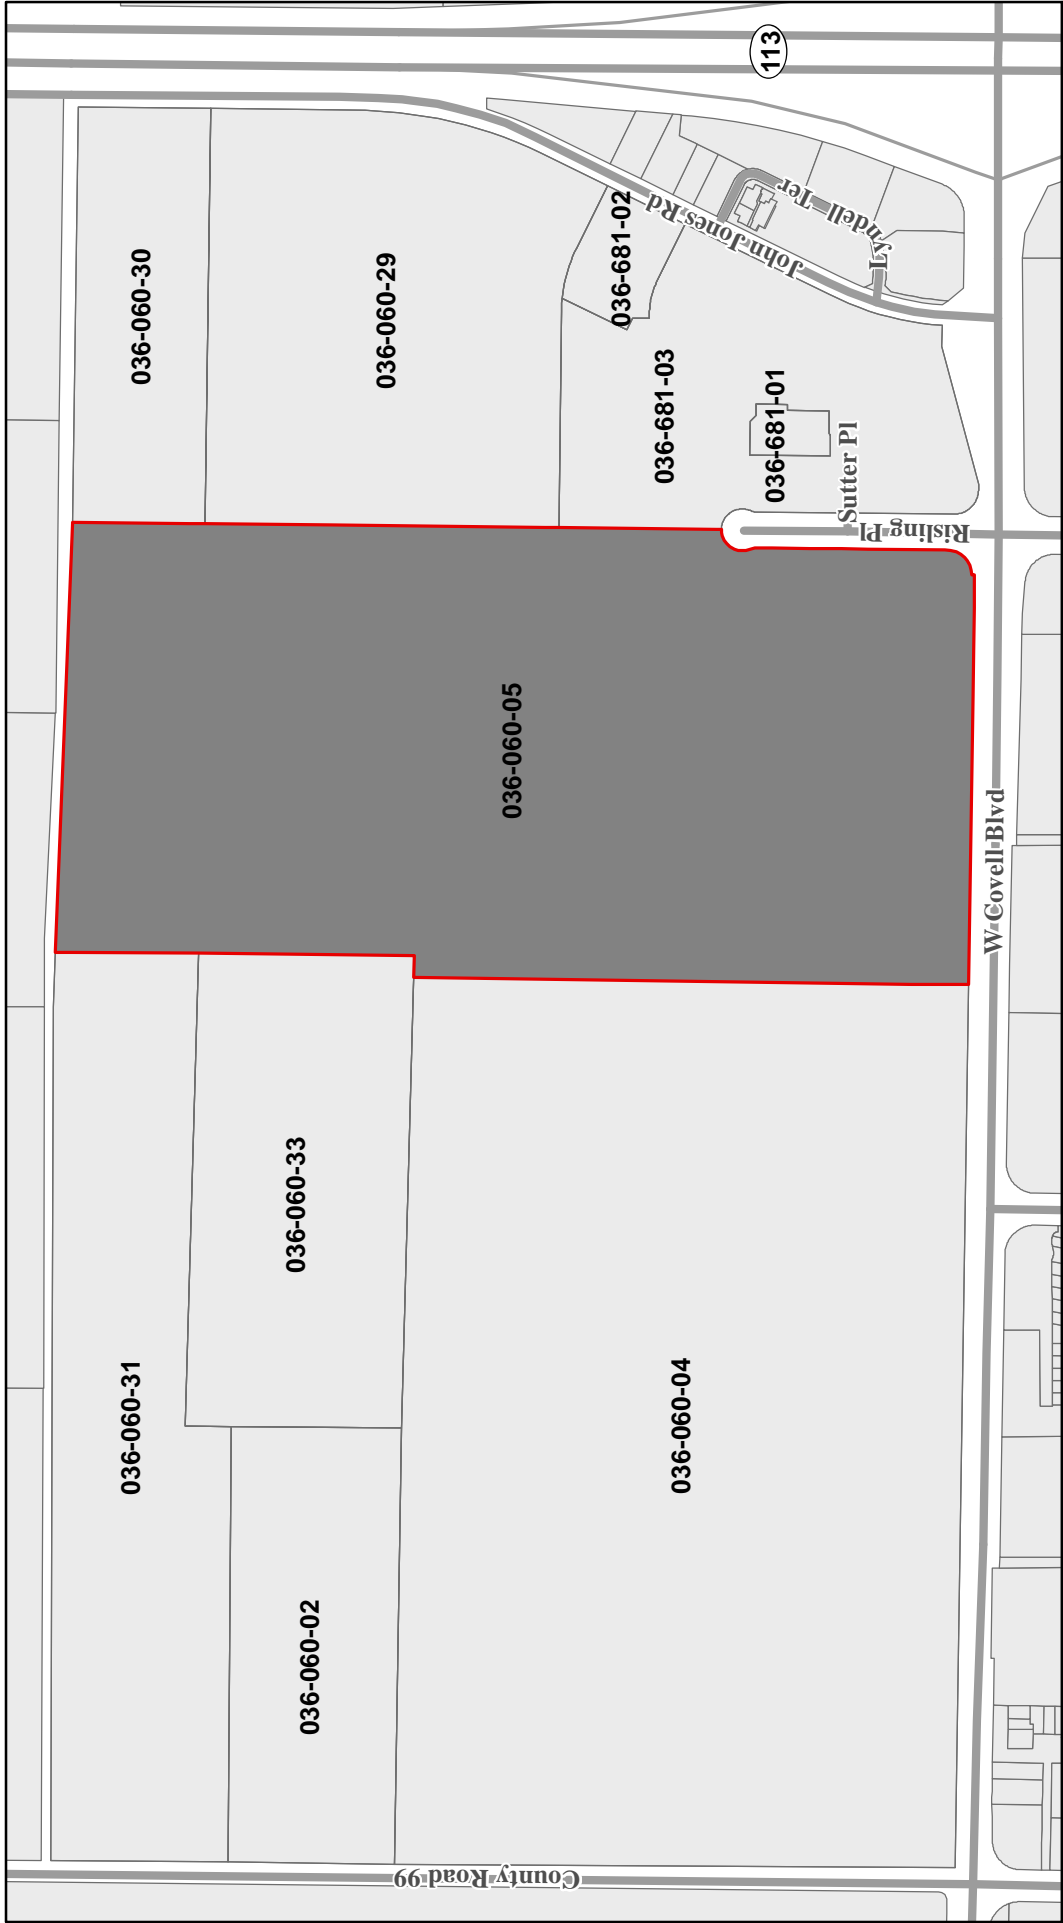 113
036-060-30
036-060-29
036-681-02
John Jones Rd
Lyndell Ter
036-681-03
036-681-01
Sutter Pl
Risling Pl
036-060-05
W Covell Blvd
036-060-33
036-060-31
036-060-04
036-060-02
County Road 99